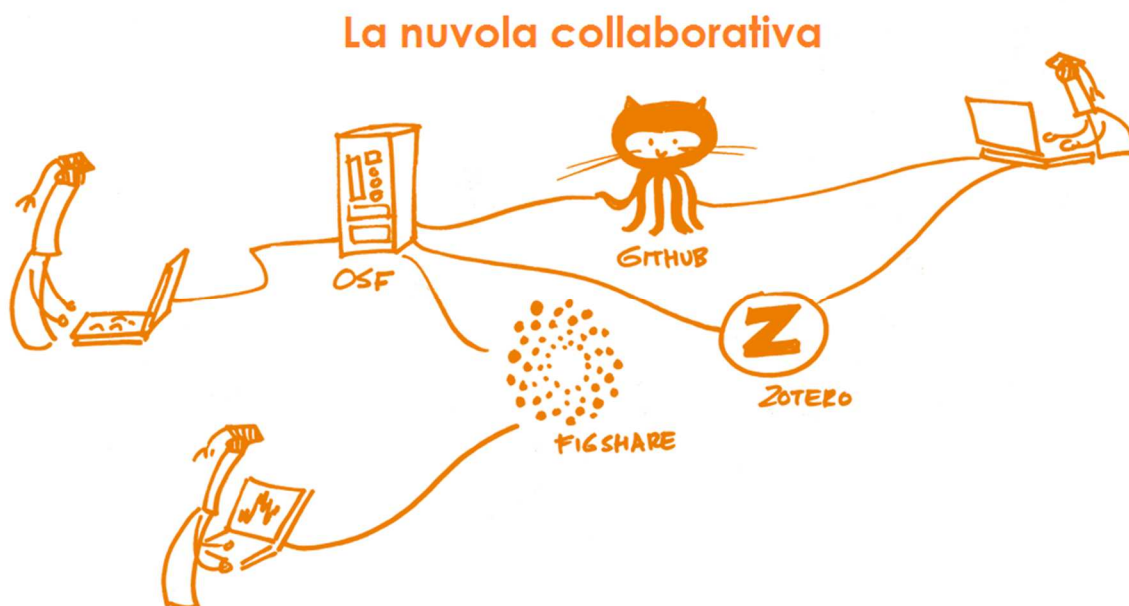 La nuvola collaborativa
OSF
GITHUB
Z
ZOTERO
FIGSHARE